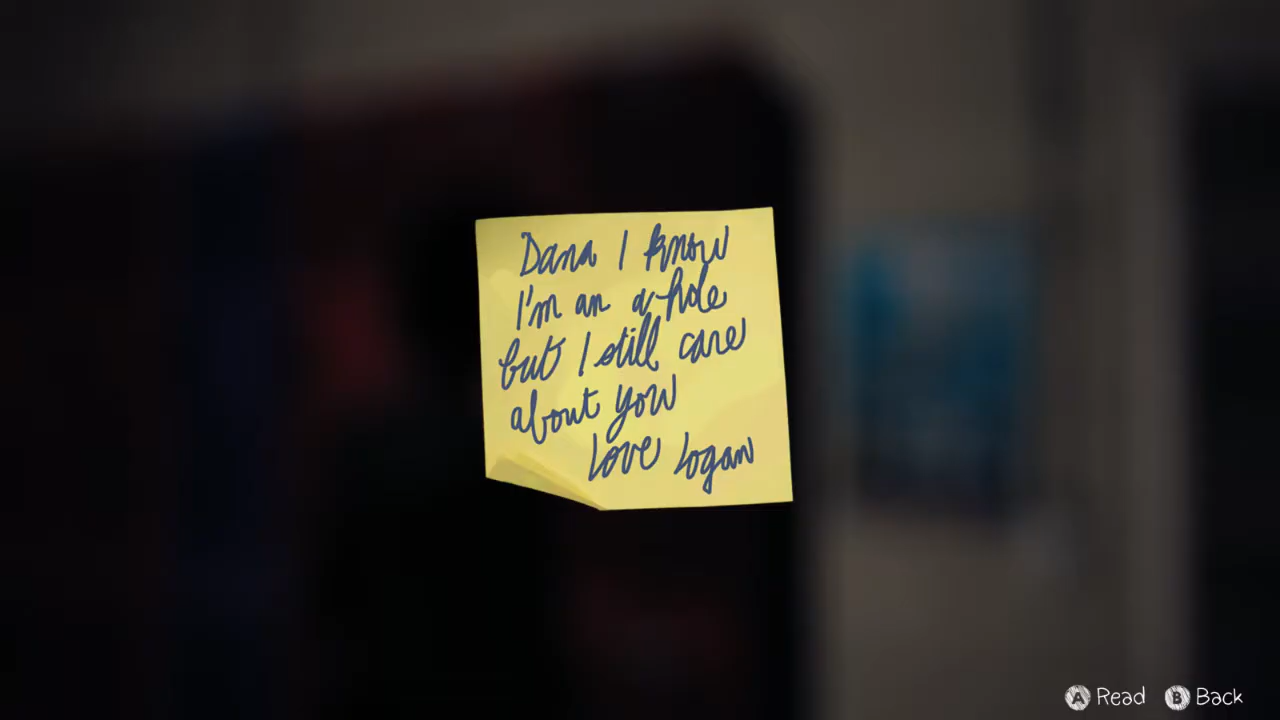 Dana I know
I'm an a-hole
but I still care
about you
Love Logan
A Read B Back